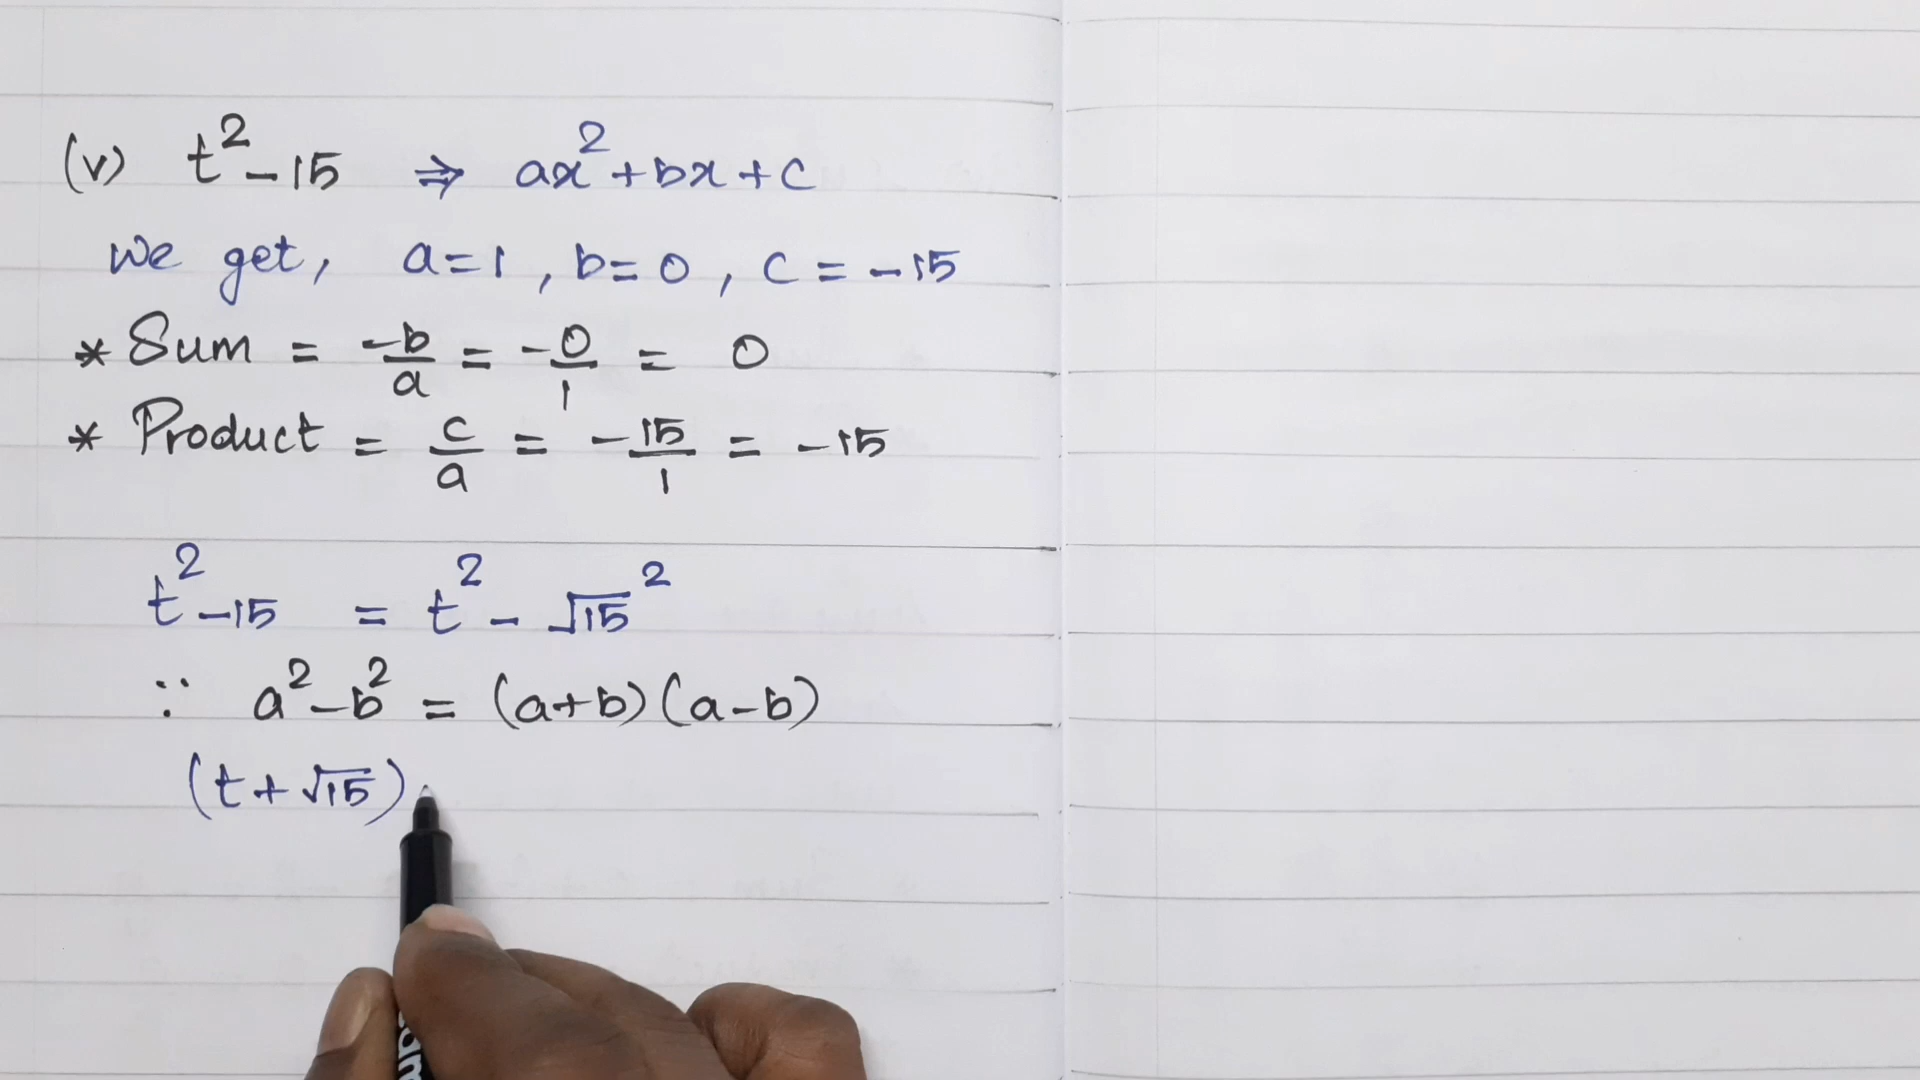 (v) t² - 15 ⇒ ax² + bx + c
We get, a = 1, b = 0, c = -15
* Sum = -b/a = -0/1 = 0
* Product = c/a = -15/1 = -15
t² - 15 = t² - √15²
∵ a² - b² = (a+b)(a-b)
(t + √15)